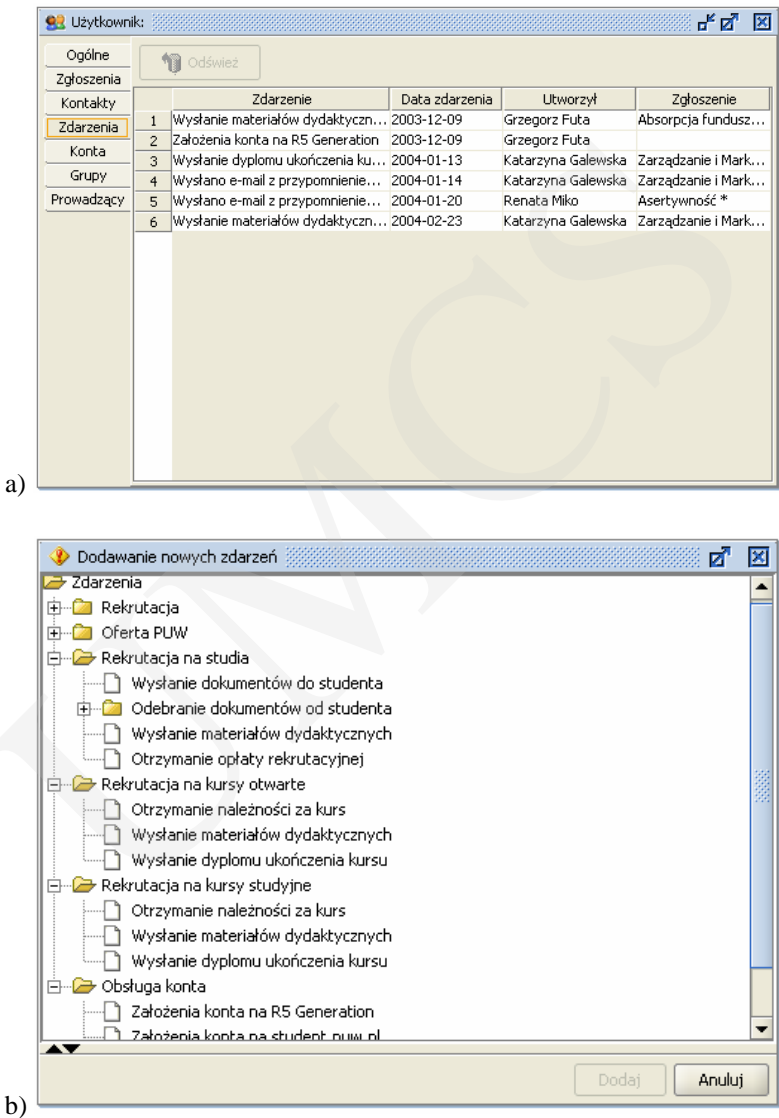 Użytkownik:
Ogólne
Zgłoszenia
Kontakty
Zdarzenia
Konta
Grupy
Prowadzący
Odśwież
Zdarzenie Data zdarzenia Utworzył Zgłoszenie
1 Wysłanie materiałów dydaktyczn... 2003-12-09 Grzegorz Futa Absorpcja fundusz...
2 Założenia konta na R5 Generation 2003-12-09 Grzegorz Futa
3 Wysłanie dyplomu ukończenia ku... 2004-01-13 Katarzyna Galewska Zarządzanie i Mark...
4 Wysłano e-mail z przypomnienie... 2004-01-14 Katarzyna Galewska Zarządzanie i Mark...
5 Wysłano e-mail z przypomnienie... 2004-01-20 Renata Miko Asertywność *
6 Wysłanie materiałów dydaktyczn... 2004-02-23 Katarzyna Galewska Zarządzanie i Mark...
a)
Dodawanie nowych zdarzeń
Zdarzenia
Rekrutacja
Oferta PUW
Rekrutacja na studia
Wysłanie dokumentów do studenta
Odebranie dokumentów od studenta
Wysłanie materiałów dydaktycznych
Otrzymanie opłaty rekrutacyjnej
Rekrutacja na kursy otwarte
Otrzymanie należności za kurs
Wysłanie materiałów dydaktycznych
Wysłanie dyplomu ukończenia kursu
Rekrutacja na kursy studyjne
Otrzymanie należności za kurs
Wysłanie materiałów dydaktycznych
Wysłanie dyplomu ukończenia kursu
Obsługa konta
Założenia konta na R5 Generation
Założenia konta na student.puw.pl
Dodaj Anuluj
b)
UMCS